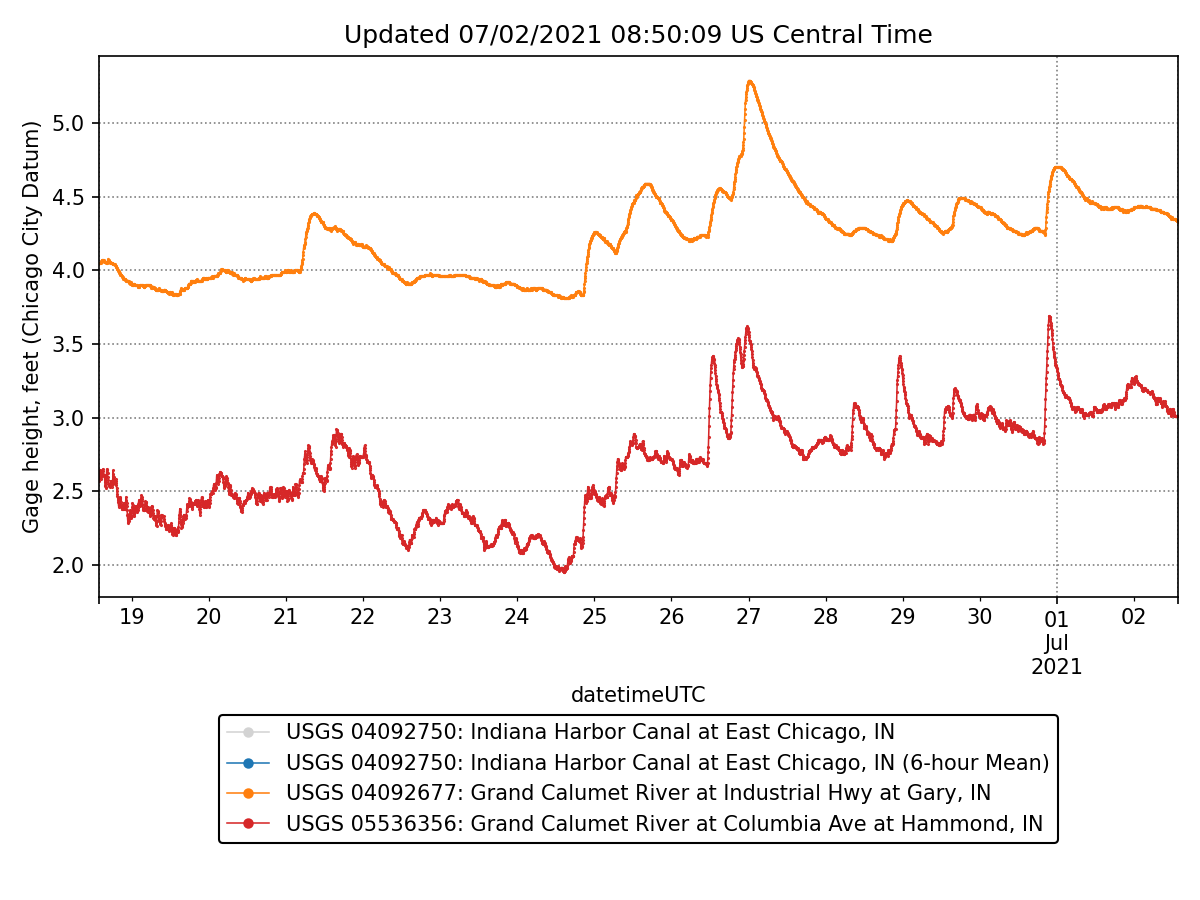 Updated 07/02/2021 08:50:09 US Central Time
Gage height, feet (Chicago City Datum)
5.0
4.5
4.0
3.5
3.0
2.5
2.0
19 20 21 22 23 24 25 26 27 28 29 30 01 02
Jul
2021
datetimeUTC
USGS 04092750: Indiana Harbor Canal at East Chicago, IN
USGS 04092750: Indiana Harbor Canal at East Chicago, IN (6-hour Mean)
USGS 04092677: Grand Calumet River at Industrial Hwy at Gary, IN
USGS 05536356: Grand Calumet River at Columbia Ave at Hammond, IN